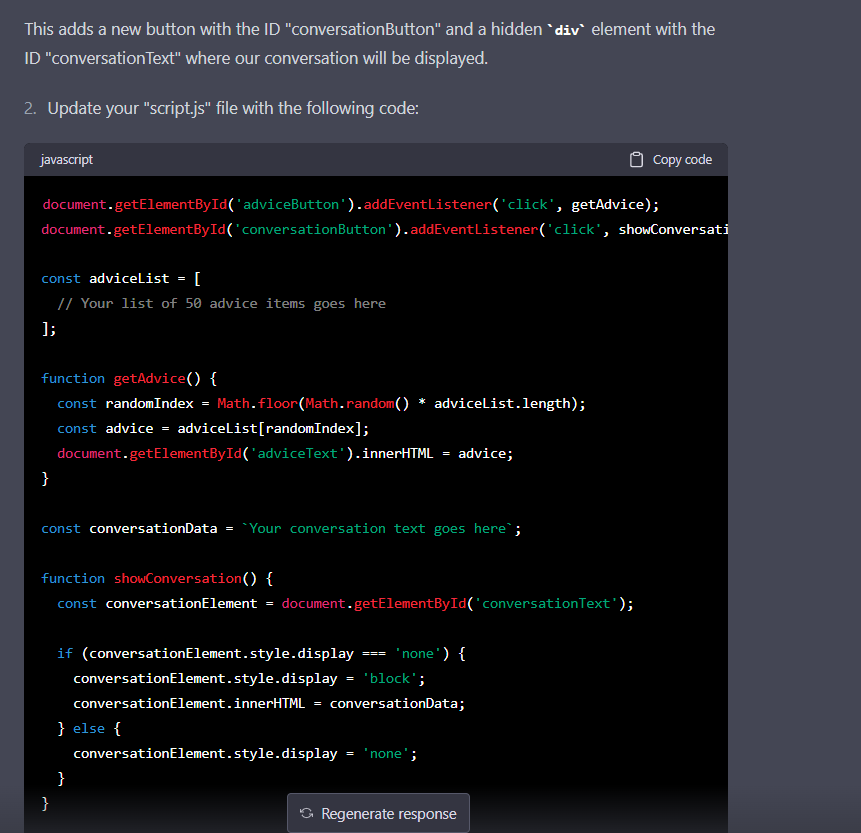 This adds a new button with the ID "conversationButton" and a hidden `div` element with the
ID "conversationText" where our conversation will be displayed.
2. Update your "script.js" file with the following code:
javascript Copy code
document.getElementById('adviceButton').addEventListener('click', getAdvice);
document.getElementById('conversationButton').addEventListener('click', showConversati
const adviceList = [
// Your list of 50 advice items goes here
];
function getAdvice() {
const randomIndex = Math.floor(Math.random() * adviceList.length);
const advice = adviceList[randomIndex];
document.getElementById('adviceText').innerHTML = advice;
}
const conversationData = `Your conversation text goes here`;
function showConversation() {
const conversationElement = document.getElementById('conversationText');
if (conversationElement.style.display === 'none') {
conversationElement.style.display = 'block';
conversationElement.innerHTML = conversationData;
} else {
conversationElement.style.display = 'none';
}
}
Regenerate response